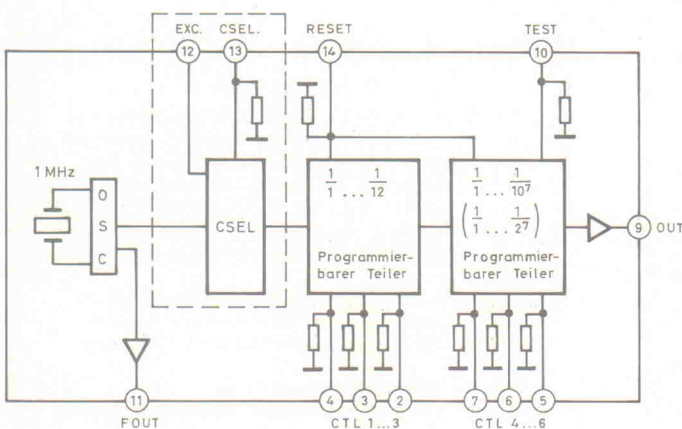 EXC. CSEL. RESET TEST
12 13 14 10
1 MHz
O
S
C
CSEL
1/1 ... 1/12
Programmier-
barer Teiler
1/1 ... 1/10⁷
(1/1 ... 1/2⁷)
Programmier-
barer Teiler
9 OUT
11 4 3 2 7 6 5
FOUT CTL 1...3 CTL 4...6